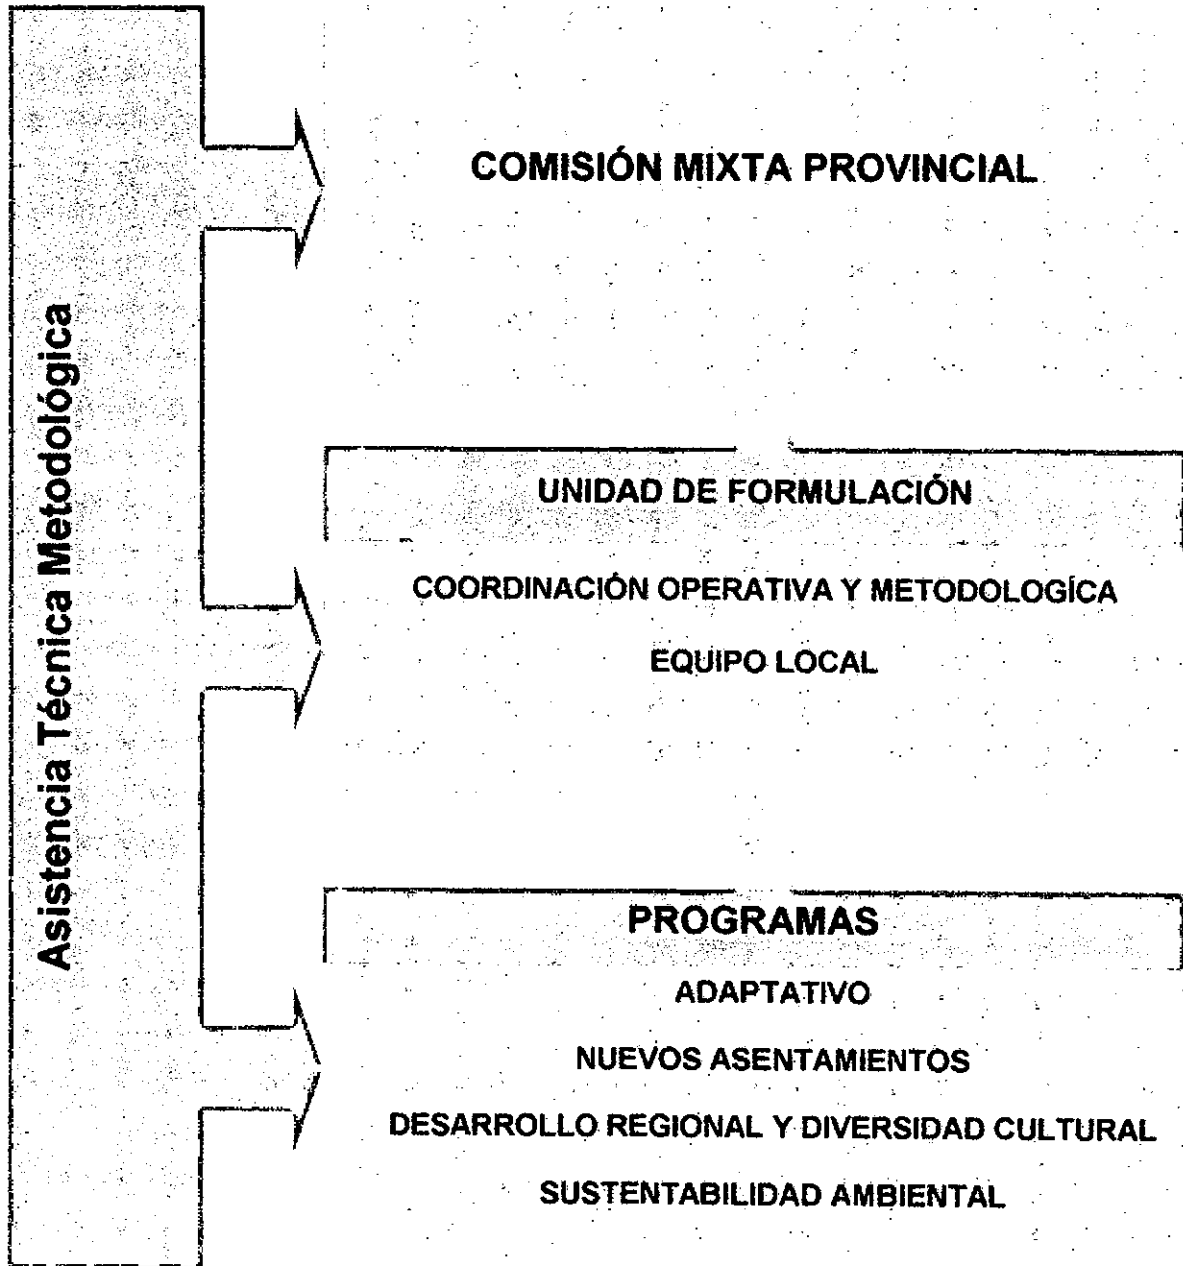 Asistencia Técnica Metodológica
COMISIÓN MIXTA PROVINCIAL
UNIDAD DE FORMULACIÓN
COORDINACIÓN OPERATIVA Y METODOLOGÍCA
EQUIPO LOCAL
PROGRAMAS
ADAPTATIVO
NUEVOS ASENTAMIENTOS
DESARROLLO REGIONAL Y DIVERSIDAD CULTURAL
SUSTENTABILIDAD AMBIENTAL